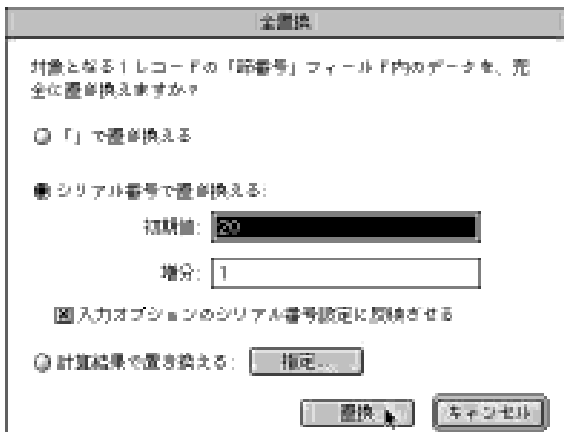 全置換
対象となる1レコードの「節番号」フィールド内のデータを、完
全に置き換えますか?
「」で置き換える
シリアル番号で置き換える:
初期値: 20
増分: 1
入力オプションのシリアル番号設定に反映させる
計算結果で置き換える: 指定...
置換 キャンセル